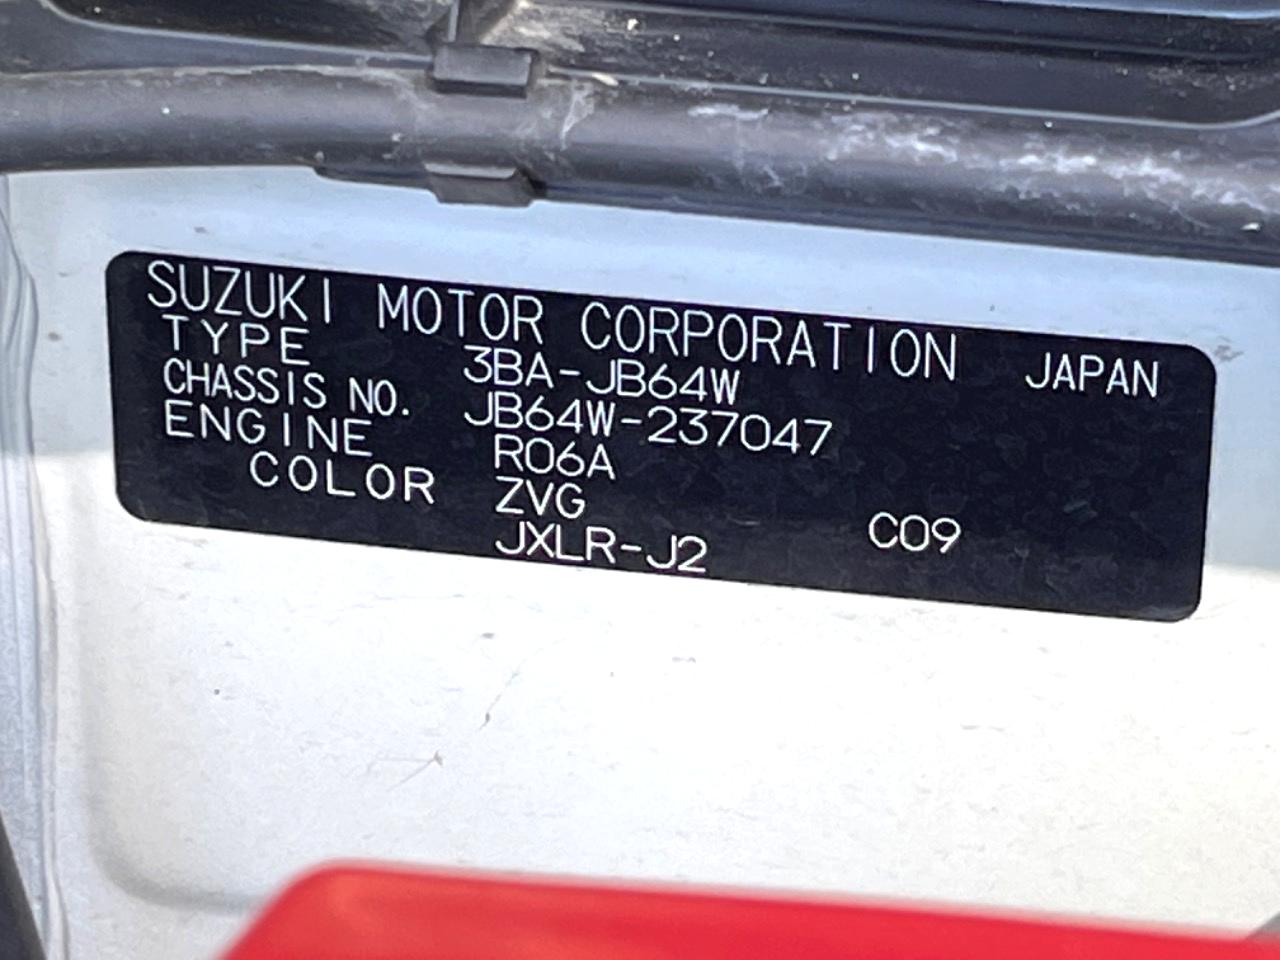 SUZUKI MOTOR CORPORATION JAPAN
TYPE 3BA-JB64W
CHASSIS NO. JB64W-237047
ENGINE R06A
COLOR ZVG C09
JXLR-J2